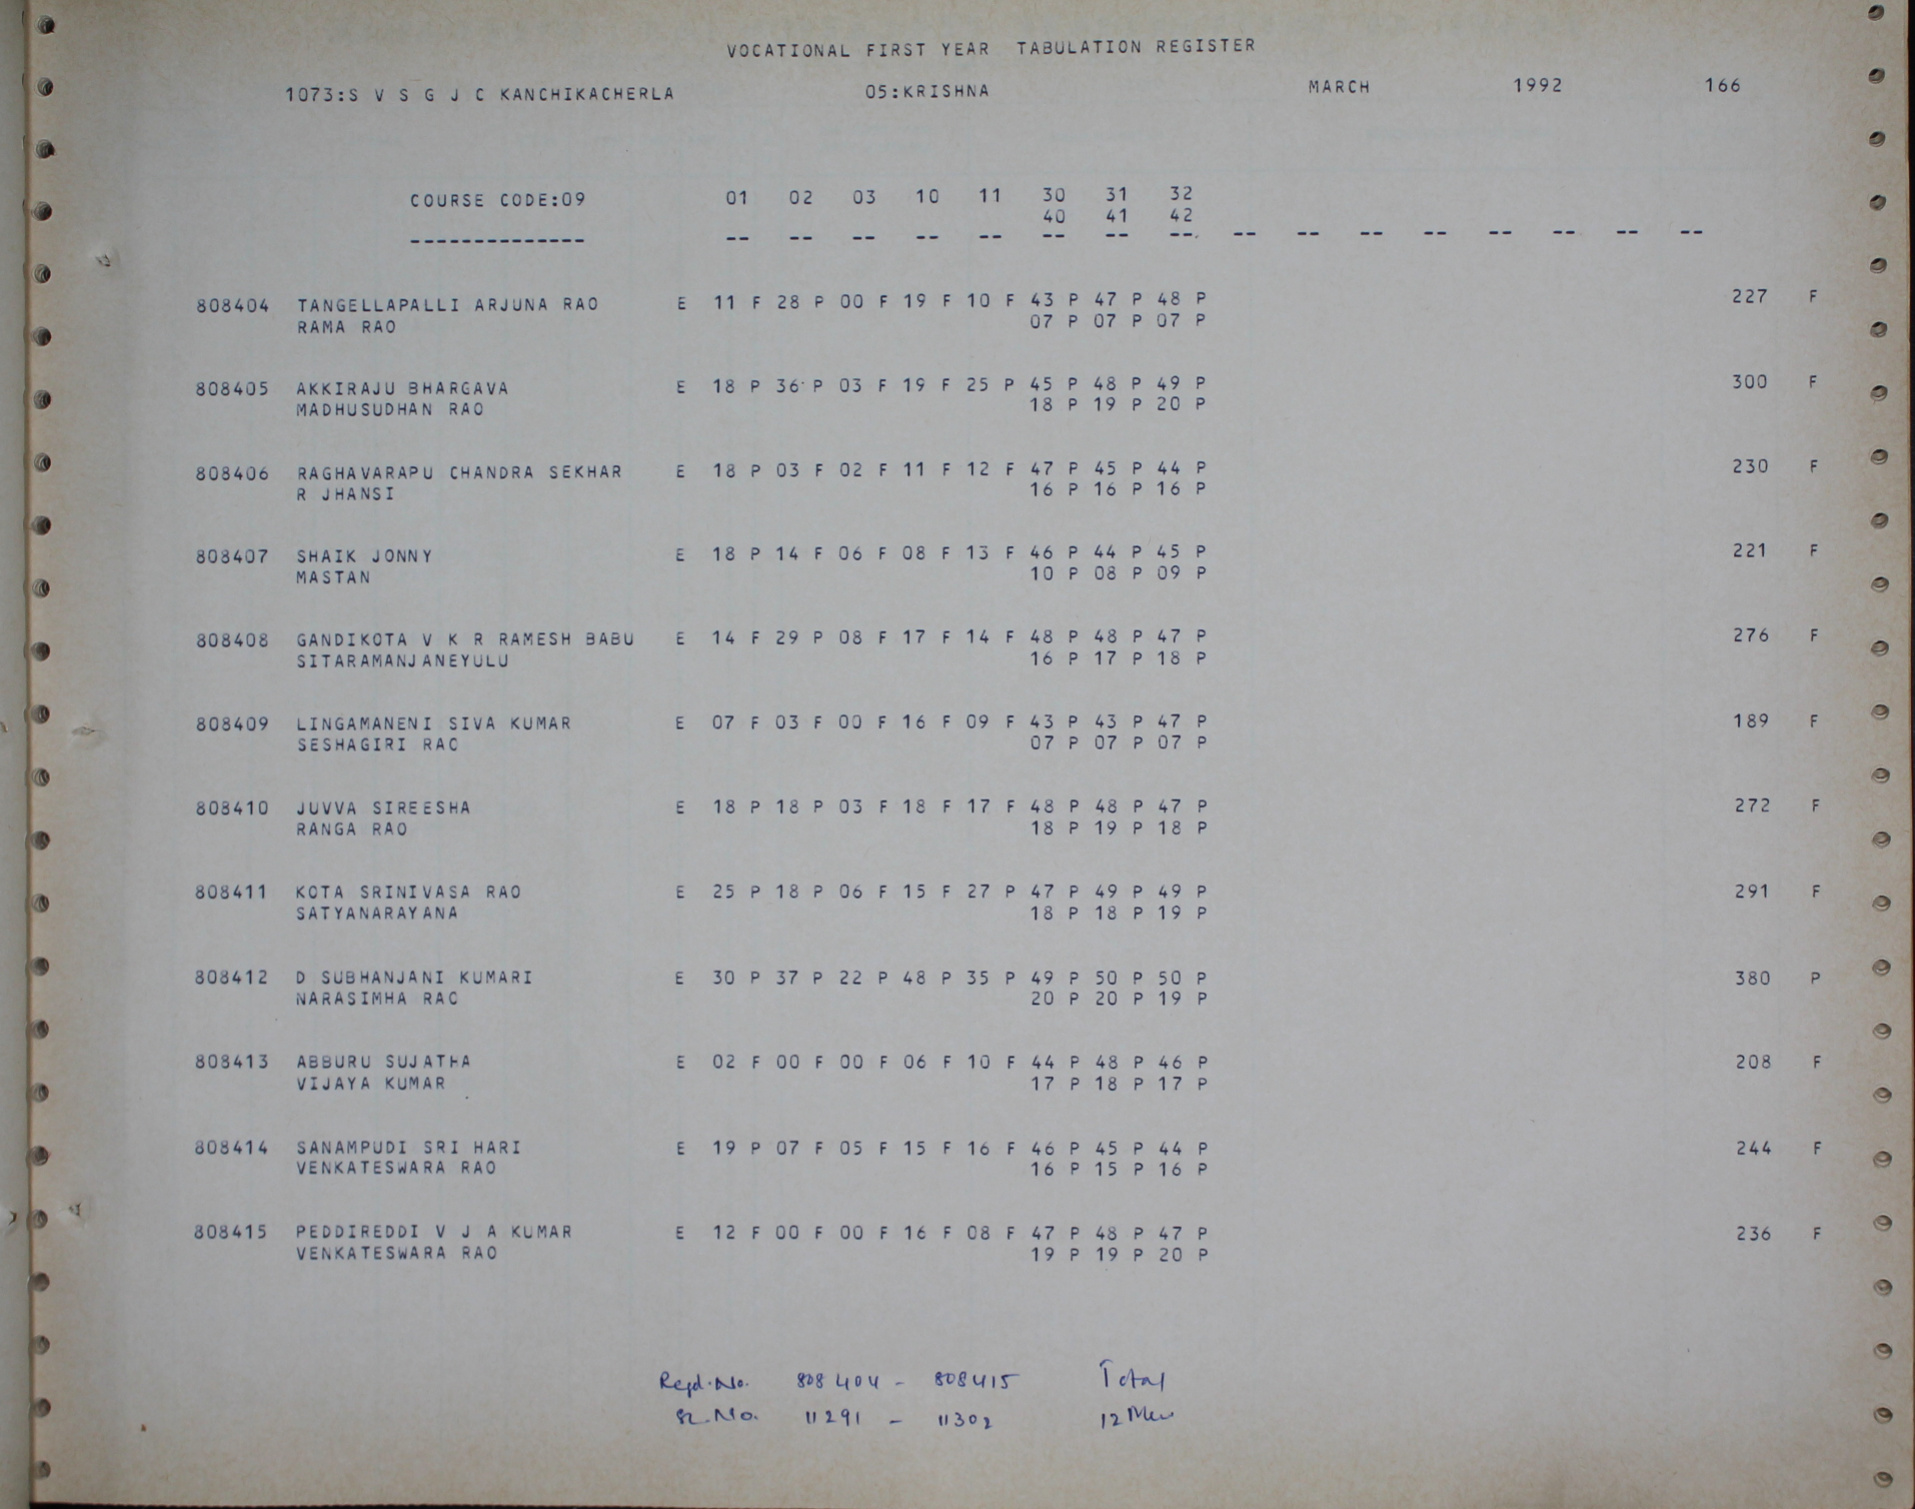 VOCATIONAL FIRST YEAR TABULATION REGISTER
1073:S V S G J C KANCHIKACHERLA 05:KRISHNA MARCH 1992 166
COURSE CODE:09 01 02 03 10 11 30 31 32
40 41 42
-------------- -- -- -- -- -- -- -- -- -- -- -- -- -- -- -- --
808404 TANGELLAPALLI ARJUNA RAO E 11 F 28 P 00 F 19 F 10 F 43 P 47 P 48 P 227 F
RAMA RAO 07 P 07 P 07 P
808405 AKKIRAJU BHARGAVA E 18 P 36 P 03 F 19 F 25 P 45 P 48 P 49 P 300 F
MADHUSUDHAN RAO 18 P 19 P 20 P
808406 RAGHAVARAPU CHANDRA SEKHAR E 18 P 03 F 02 F 11 F 12 F 47 P 45 P 44 P 230 F
R JHANSI 16 P 16 P 16 P
808407 SHAIK JONNY E 18 P 14 F 06 F 08 F 13 F 46 P 44 P 45 P 221 F
MASTAN 10 P 08 P 09 P
808408 GANDIKOTA V K R RAMESH BABU E 14 F 29 P 08 F 17 F 14 F 48 P 48 P 47 P 276 F
SITARAMANJANEYULU 16 P 17 P 18 P
808409 LINGAMANENI SIVA KUMAR E 07 F 03 F 00 F 16 F 09 F 43 P 43 P 47 P 189 F
SESHAGIRI RAO 07 P 07 P 07 P
808410 JUVVA SIREESHA E 18 P 18 P 03 F 18 F 17 F 48 P 48 P 47 P 272 F
RANGA RAO 18 P 19 P 18 P
808411 KOTA SRINIVASA RAO E 25 P 18 P 06 F 15 F 27 P 47 P 49 P 49 P 291 F
SATYANARAYANA 18 P 18 P 19 P
808412 D SUBHANJANI KUMARI E 30 P 37 P 22 P 48 P 35 P 49 P 50 P 50 P 380 P
NARASIMHA RAO 20 P 20 P 19 P
808413 ABBURU SUJATHA E 02 F 00 F 00 F 06 F 10 F 44 P 48 P 46 P 208 F
VIJAYA KUMAR 17 P 18 P 17 P
808414 SANAMPUDI SRI HARI E 19 P 07 F 05 F 15 F 16 F 46 P 45 P 44 P 244 F
VENKATESWARA RAO 16 P 15 P 16 P
808415 PEDDIREDDI V J A KUMAR E 12 F 00 F 00 F 16 F 08 F 47 P 48 P 47 P 236 F
VENKATESWARA RAO 19 P 19 P 20 P
Regd.No. 808404 - 808415 Total
Sr.No. 11291 - 11302 12